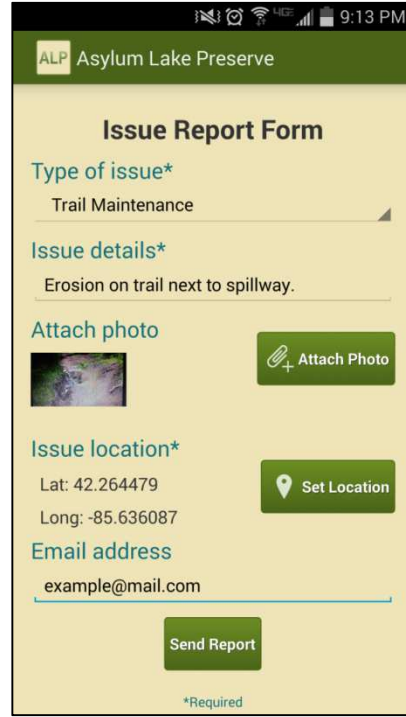 4GE 9:13 PM
ALP Asylum Lake Preserve
Issue Report Form
Type of issue*
Trail Maintenance
Issue details*
Erosion on trail next to spillway.
Attach photo
Attach Photo
Issue location*
Lat: 42.264479
Set Location
Long: -85.636087
Email address
example@mail.com
Send Report
*Required